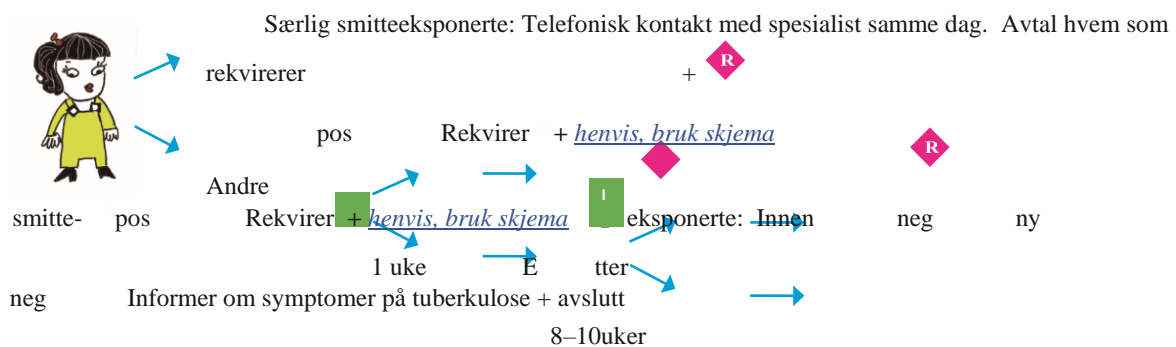 Særlig smitteeksponerte: Telefonisk kontakt med spesialist samme dag. Avtal hvem som
rekvirerer + R
pos Rekvirer + henvis, bruk skjema R
Andre
smitte- pos Rekvirer + henvis, bruk skjema I eksponerte: Innen neg ny
1 uke E tter
neg Informer om symptomer på tuberkulose + avslutt
8–10uker